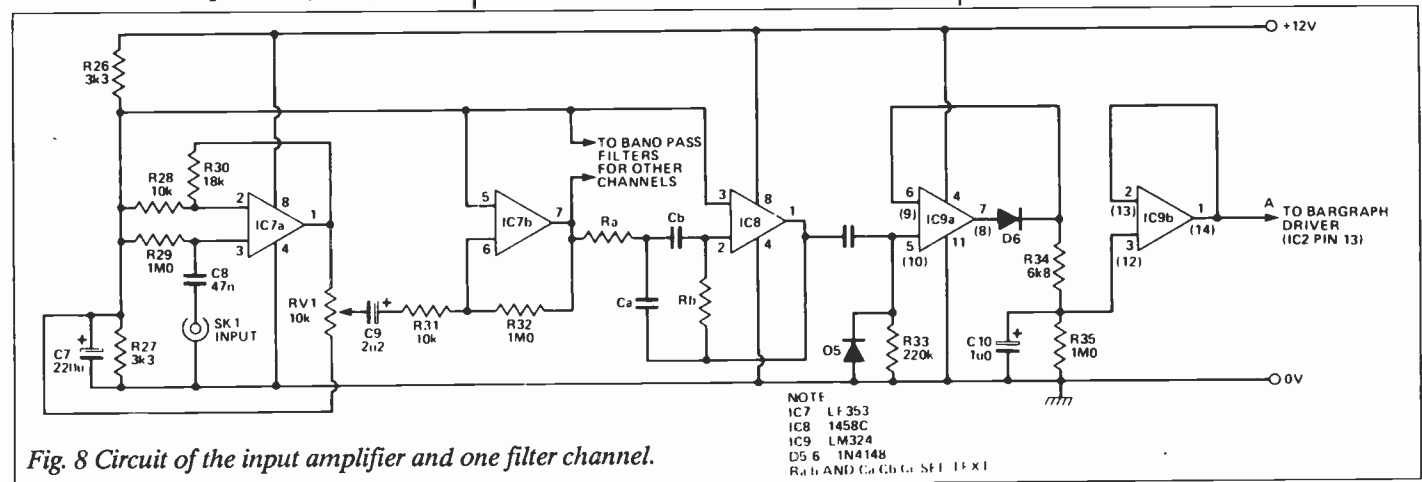 +12V
R26
3k3
TO BANO PASS
FILTERS
FOR OTHER
CHANNELS
R30
18k
R28
10k
2
8
IC7a
1
3
4
R29
1M0
C8
47n
SK1
INPUT
RV1
10k
C7
220u
R27
3k3
C9
2u2
+
R31
10k
5
IC7b
7
6
R32
1M0
Ra
Cb
Ca
Rb
3
8
IC8
1
2
4
6
(9)
4
IC9a
7
(8)
5
(10)
11
D6
O5
R33
220k
R34
6k8
C10
1u0
+
R35
1M0
2
(13)
IC9b
1
(14)
3
(12)
A
TO BARGRAPH
DRIVER
(IC2 PIN 13)
0V
NOTE
IC7 LF353
IC8 1458C
IC9 LM324
D5 6 1N4148
AND SEE TEXT
Fig. 8 Circuit of the input amplifier and one filter channel.